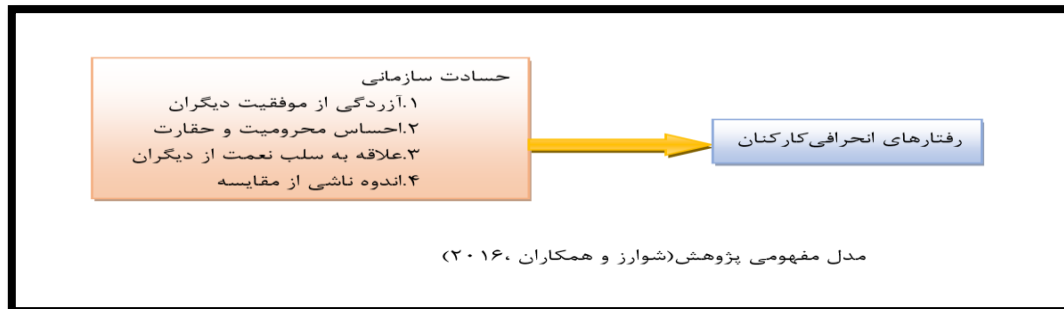 حسادت سازمانی
۱.آزردگی از موفقیت دیگران
۲.احساس محرومیت و حقارت
۳.علاقه به سلب نعمت از دیگران
۴.اندوه ناشی از مقایسه
رفتارهای انحرافی‌کارکنان
مدل مفهومی پژوهش(شوارز و همکاران ،۲۰۱۶)